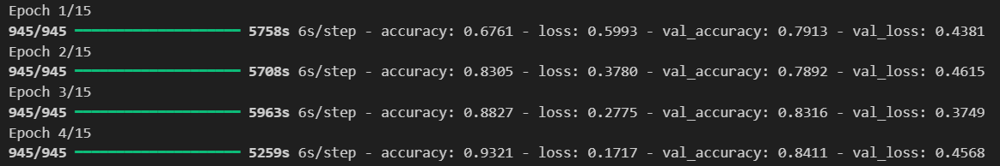 Epoch 1/15
945/945 ━━━━━━━━━━━━━━━━━━━━ 5758s 6s/step - accuracy: 0.6761 - loss: 0.5993 - val_accuracy: 0.7913 - val_loss: 0.4381
Epoch 2/15
945/945 ━━━━━━━━━━━━━━━━━━━━ 5708s 6s/step - accuracy: 0.8305 - loss: 0.3780 - val_accuracy: 0.7892 - val_loss: 0.4615
Epoch 3/15
945/945 ━━━━━━━━━━━━━━━━━━━━ 5963s 6s/step - accuracy: 0.8827 - loss: 0.2775 - val_accuracy: 0.8316 - val_loss: 0.3749
Epoch 4/15
945/945 ━━━━━━━━━━━━━━━━━━━━ 5259s 6s/step - accuracy: 0.9321 - loss: 0.1717 - val_accuracy: 0.8411 - val_loss: 0.4568